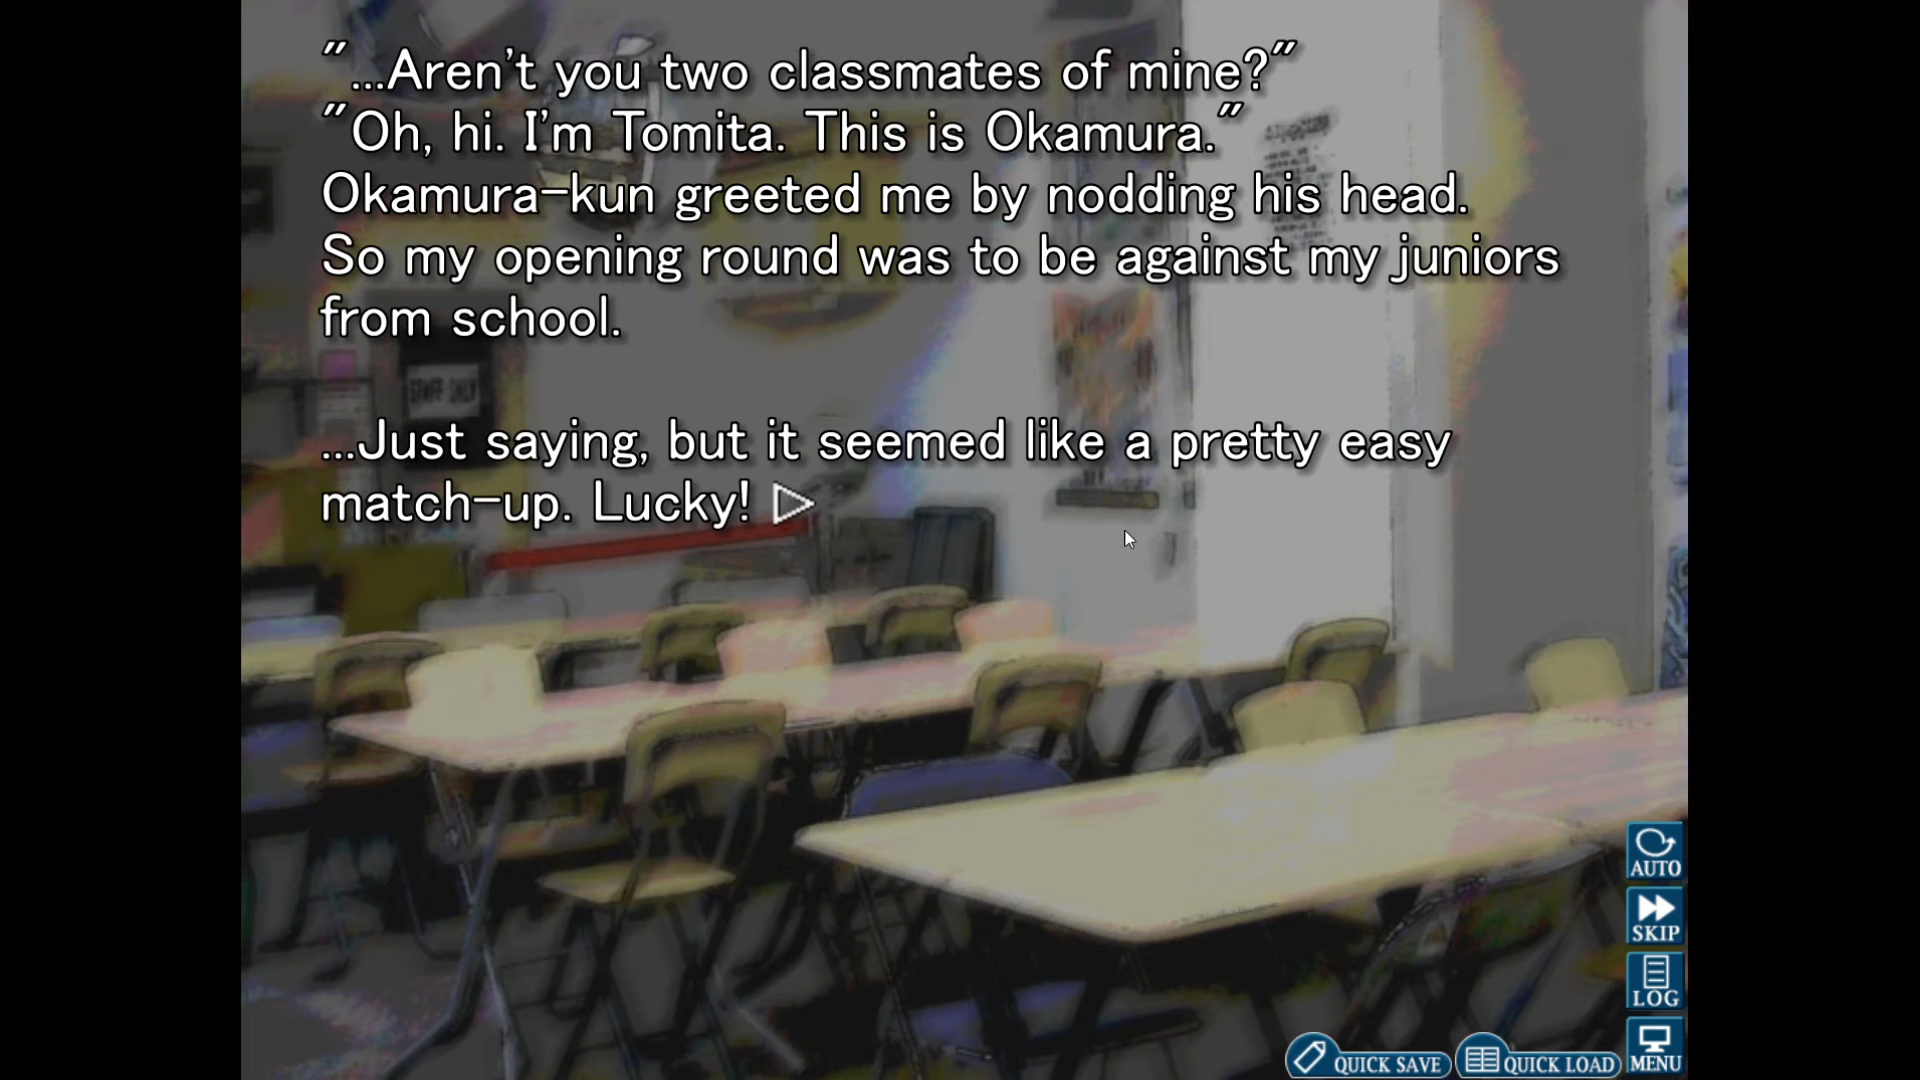 "...Aren't you two classmates of mine?"
"Oh, hi. I'm Tomita. This is Okamura."
Okamura-kun greeted me by nodding his head.
So my opening round was to be against my juniors
from school.
...Just saying, but it seemed like a pretty easy
match-up. Lucky!
STAFF ONLY
AUTO
SKIP
LOG
MENU
QUICK SAVE
QUICK LOAD